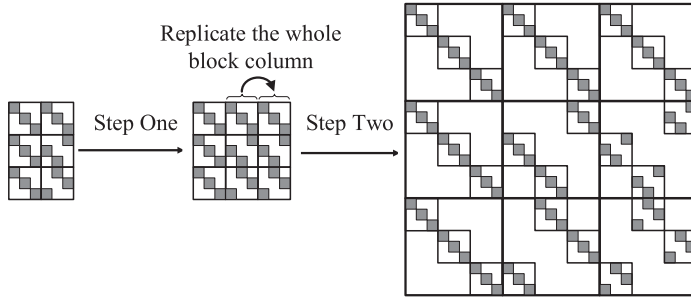 Replicate the whole
block column
Step One
Step Two